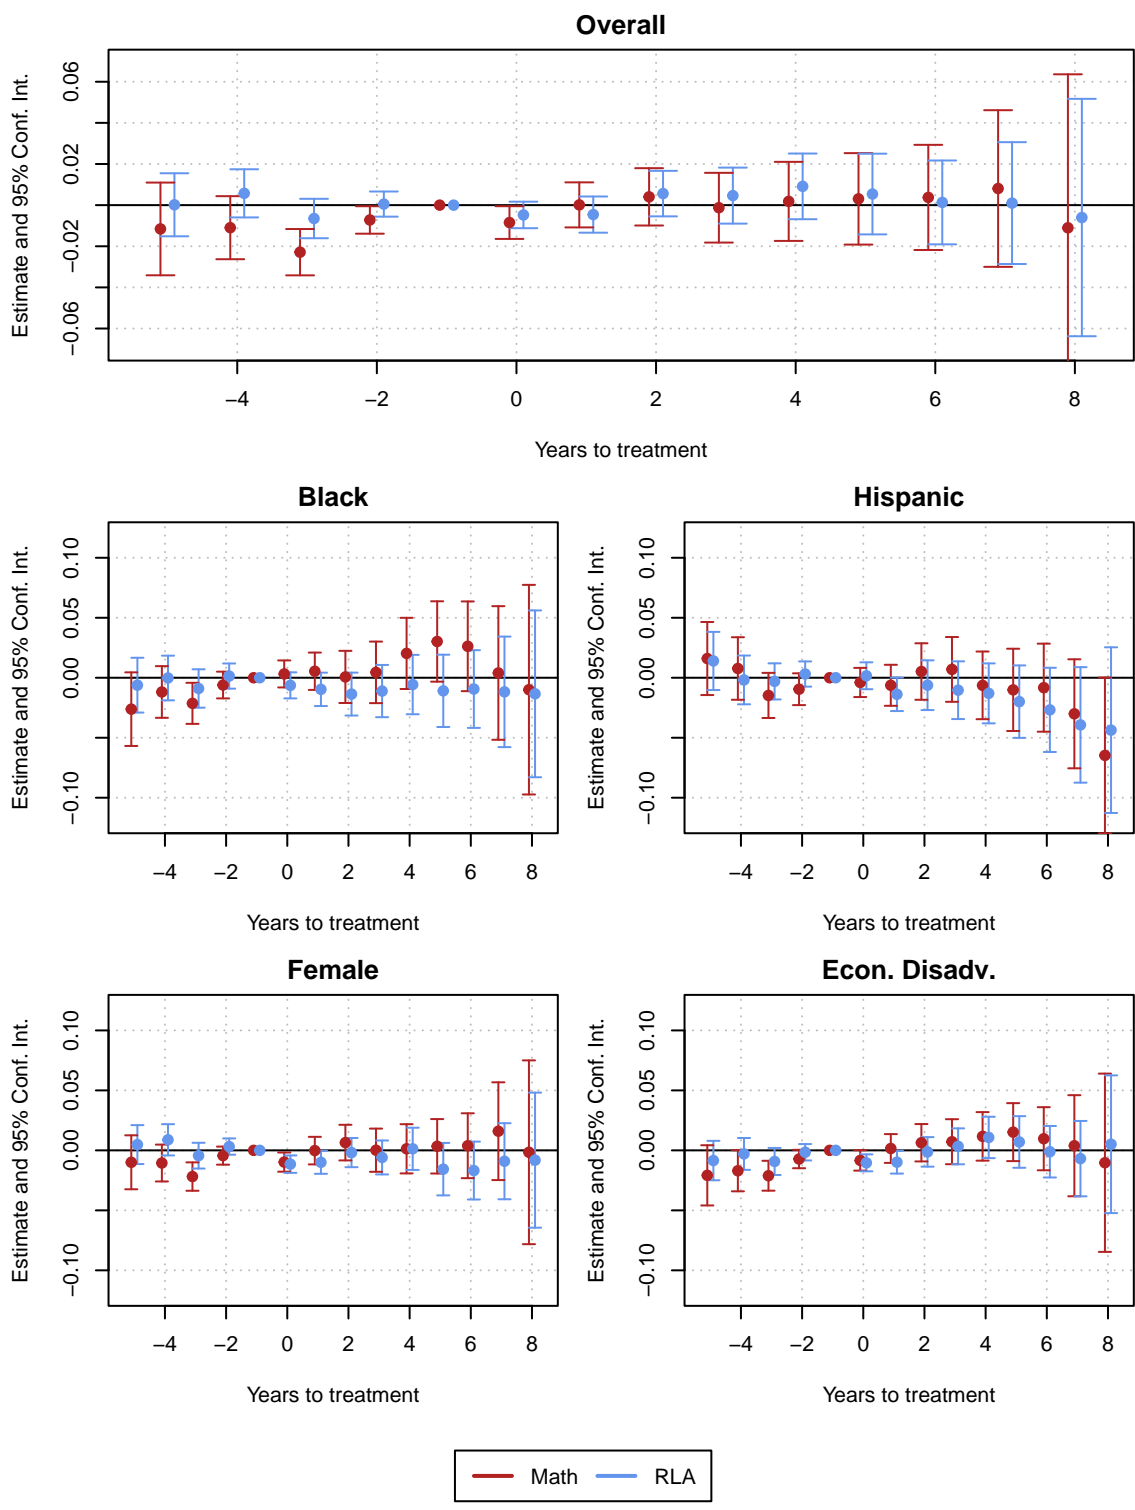 Overall
Estimate and 95% Conf. Int.
0.06
0.02
−0.02
−0.06
−4 −2 0 2 4 6 8
Years to treatment
Black
Estimate and 95% Conf. Int.
0.10
0.05
0.00
−0.10
−4 −2 0 2 4 6 8
Years to treatment
Hispanic
Estimate and 95% Conf. Int.
0.10
0.05
0.00
−0.10
−4 −2 0 2 4 6 8
Years to treatment
Female
Estimate and 95% Conf. Int.
0.10
0.05
0.00
−0.10
−4 −2 0 2 4 6 8
Years to treatment
Econ. Disadv.
Estimate and 95% Conf. Int.
0.10
0.05
0.00
−0.10
−4 −2 0 2 4 6 8
Years to treatment
Math RLA